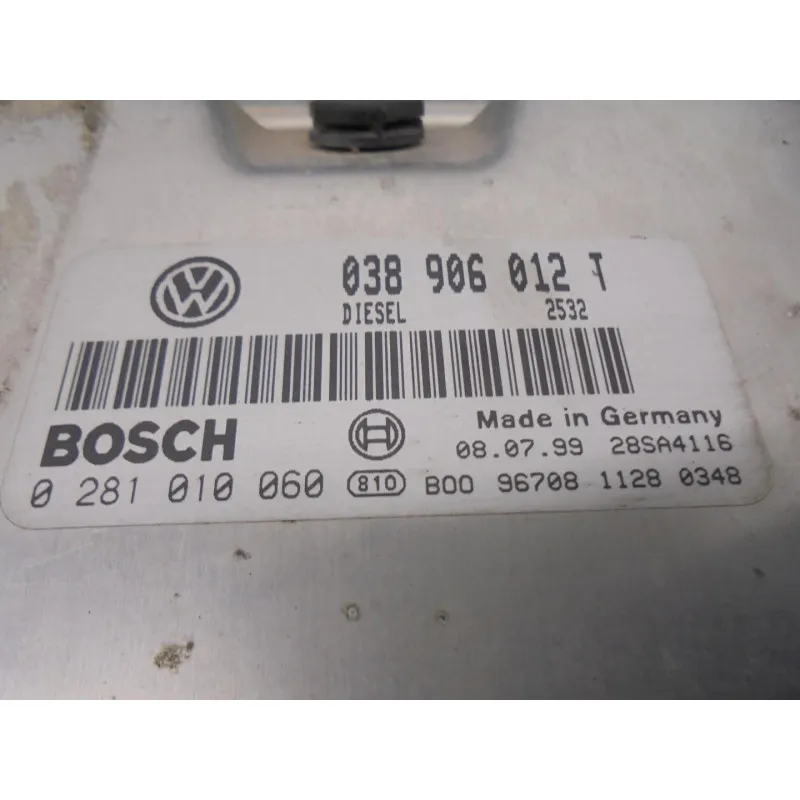 038 906 012 T
DIESEL 2532
BOSCH
Made in Germany
08.07.99 28SA4116
0 281 010 060 810 B00 96708 1128 0348